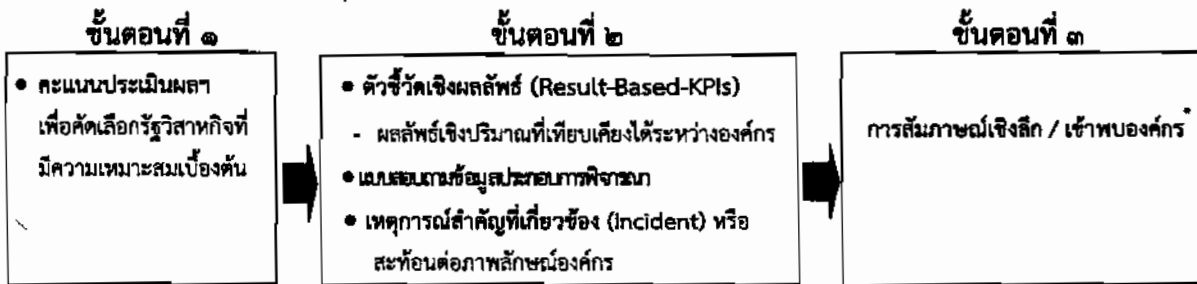 ขั้นตอนที่ ๑
• คะแนนประเมินผลฯ
เพื่อคัดเลือกรัฐวิสาหกิจที่
มีความเหมาะสมเบื้องต้น
ขั้นตอนที่ ๒
• ตัวชี้วัดเชิงผลลัพธ์ (Result-Based-KPIs)
- ผลลัพธ์เชิงปริมาณที่เทียบเคียงได้ระหว่างองค์กร
• แบบสอบถามข้อมูลประกอบการพิจารณา
• เหตุการณ์สำคัญที่เกี่ยวข้อง (Incident) หรือ
สะท้อนต่อภาพลักษณ์องค์กร
ขั้นตอนที่ ๓
การสัมภาษณ์เชิงลึก / เข้าพบองค์กร*